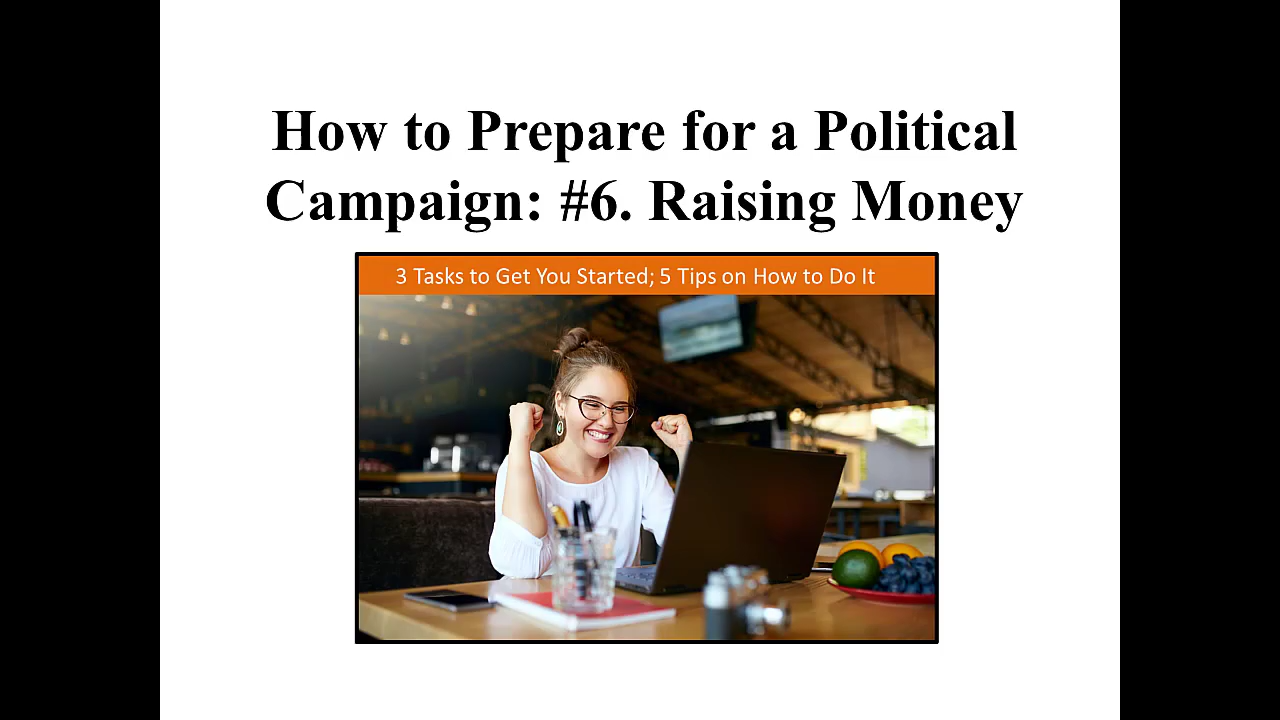 How to Prepare for a Political
Campaign: #6. Raising Money
3 Tasks to Get You Started; 5 Tips on How to Do It